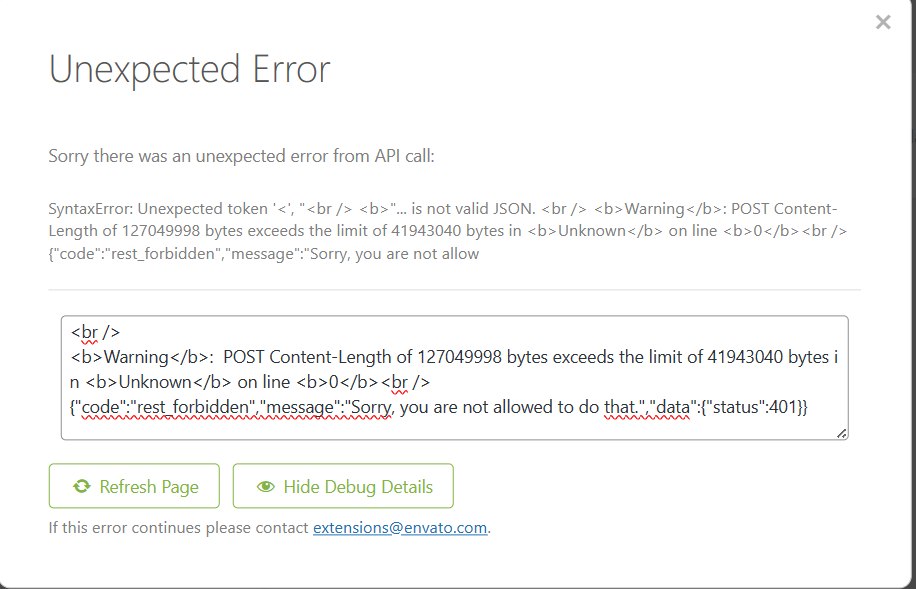 Unexpected Error
Sorry there was an unexpected error from API call:
SyntaxError: Unexpected token '<', "<br /> <b>"... is not valid JSON. <br /> <b>Warning</b>: POST Content-
Length of 127049998 bytes exceeds the limit of 41943040 bytes in <b>Unknown</b> on line <b>0</b><br />
{"code":"rest_forbidden","message":"Sorry, you are not allow
<br />
<b>Warning</b>:  POST Content-Length of 127049998 bytes exceeds the limit of 41943040 bytes i
n <b>Unknown</b> on line <b>0</b><br />
{"code":"rest_forbidden","message":"Sorry, you are not allowed to do that.","data":{"status":401}}
Refresh Page
Hide Debug Details
If this error continues please contact extensions@envato.com.